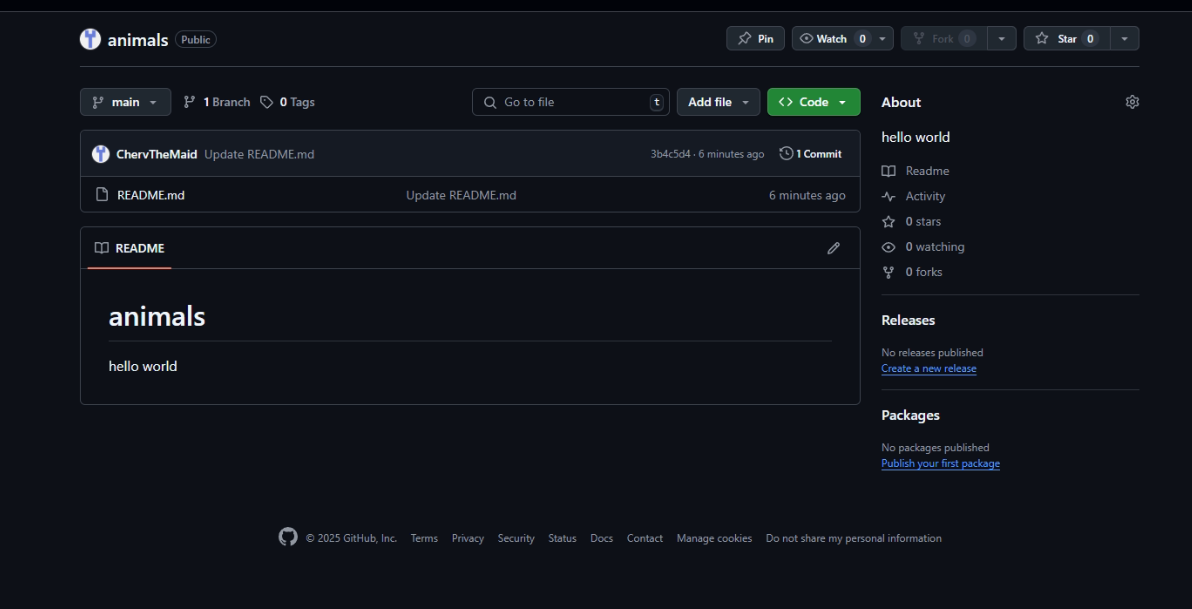 animals Public Pin Watch 0 Fork 0 Star 0
main 1 Branch 0 Tags Go to file t Add file Code
ChervTheMaid Update README.md 3b4c5d4 · 6 minutes ago 1 Commit
README.md Update README.md 6 minutes ago
README
animals
hello world
About
hello world
Readme
Activity
0 stars
0 watching
0 forks
Releases
No releases published
Create a new release
Packages
No packages published
Publish your first package
© 2025 GitHub, Inc. Terms Privacy Security Status Docs Contact Manage cookies Do not share my personal information